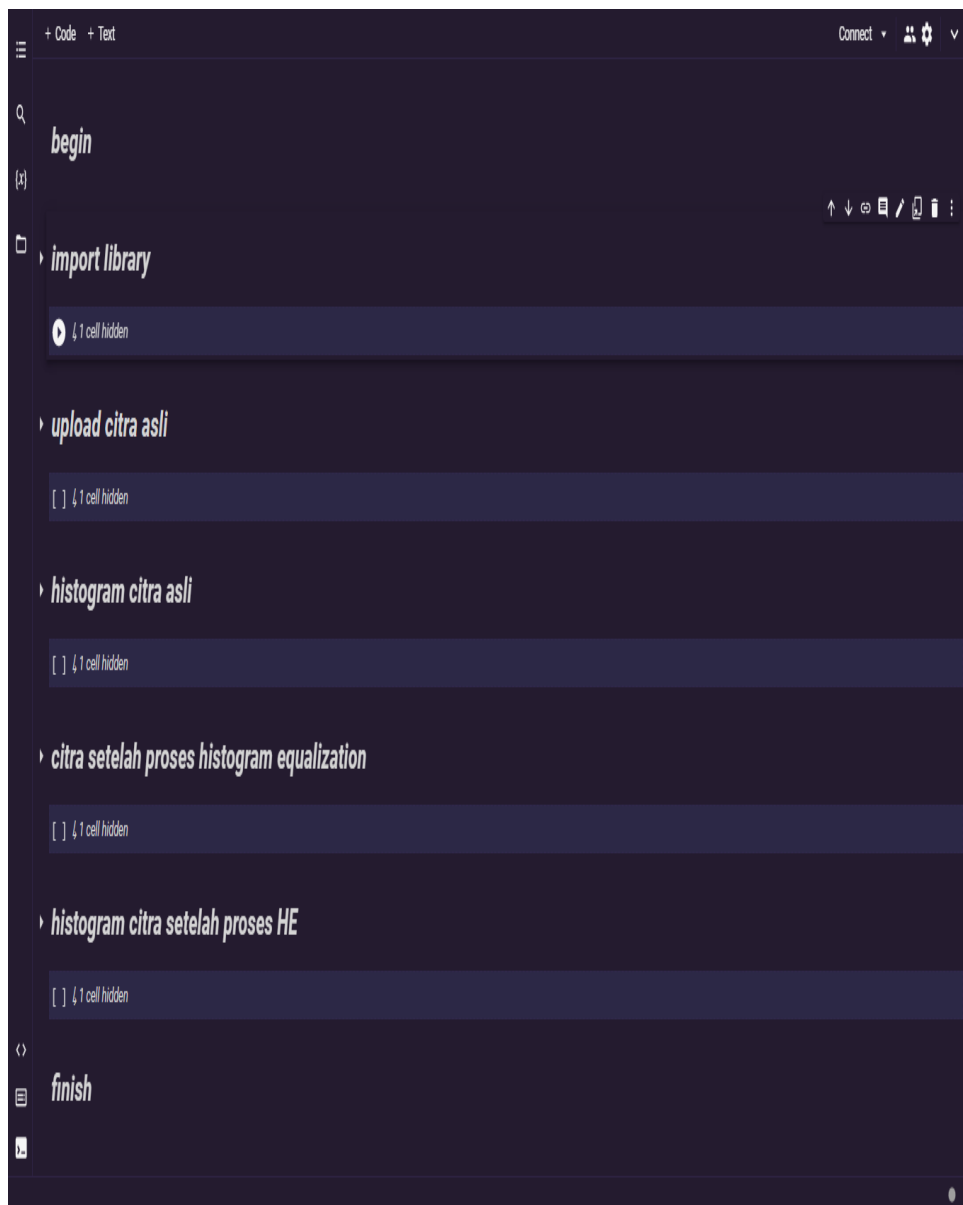 + Code + Text Connect
begin
{x}
import library
1 cell hidden
upload citra asli
[ ] 1 cell hidden
histogram citra asli
[ ] 1 cell hidden
citra setelah proses histogram equalization
[ ] 1 cell hidden
histogram citra setelah proses HE
[ ] 1 cell hidden
finish